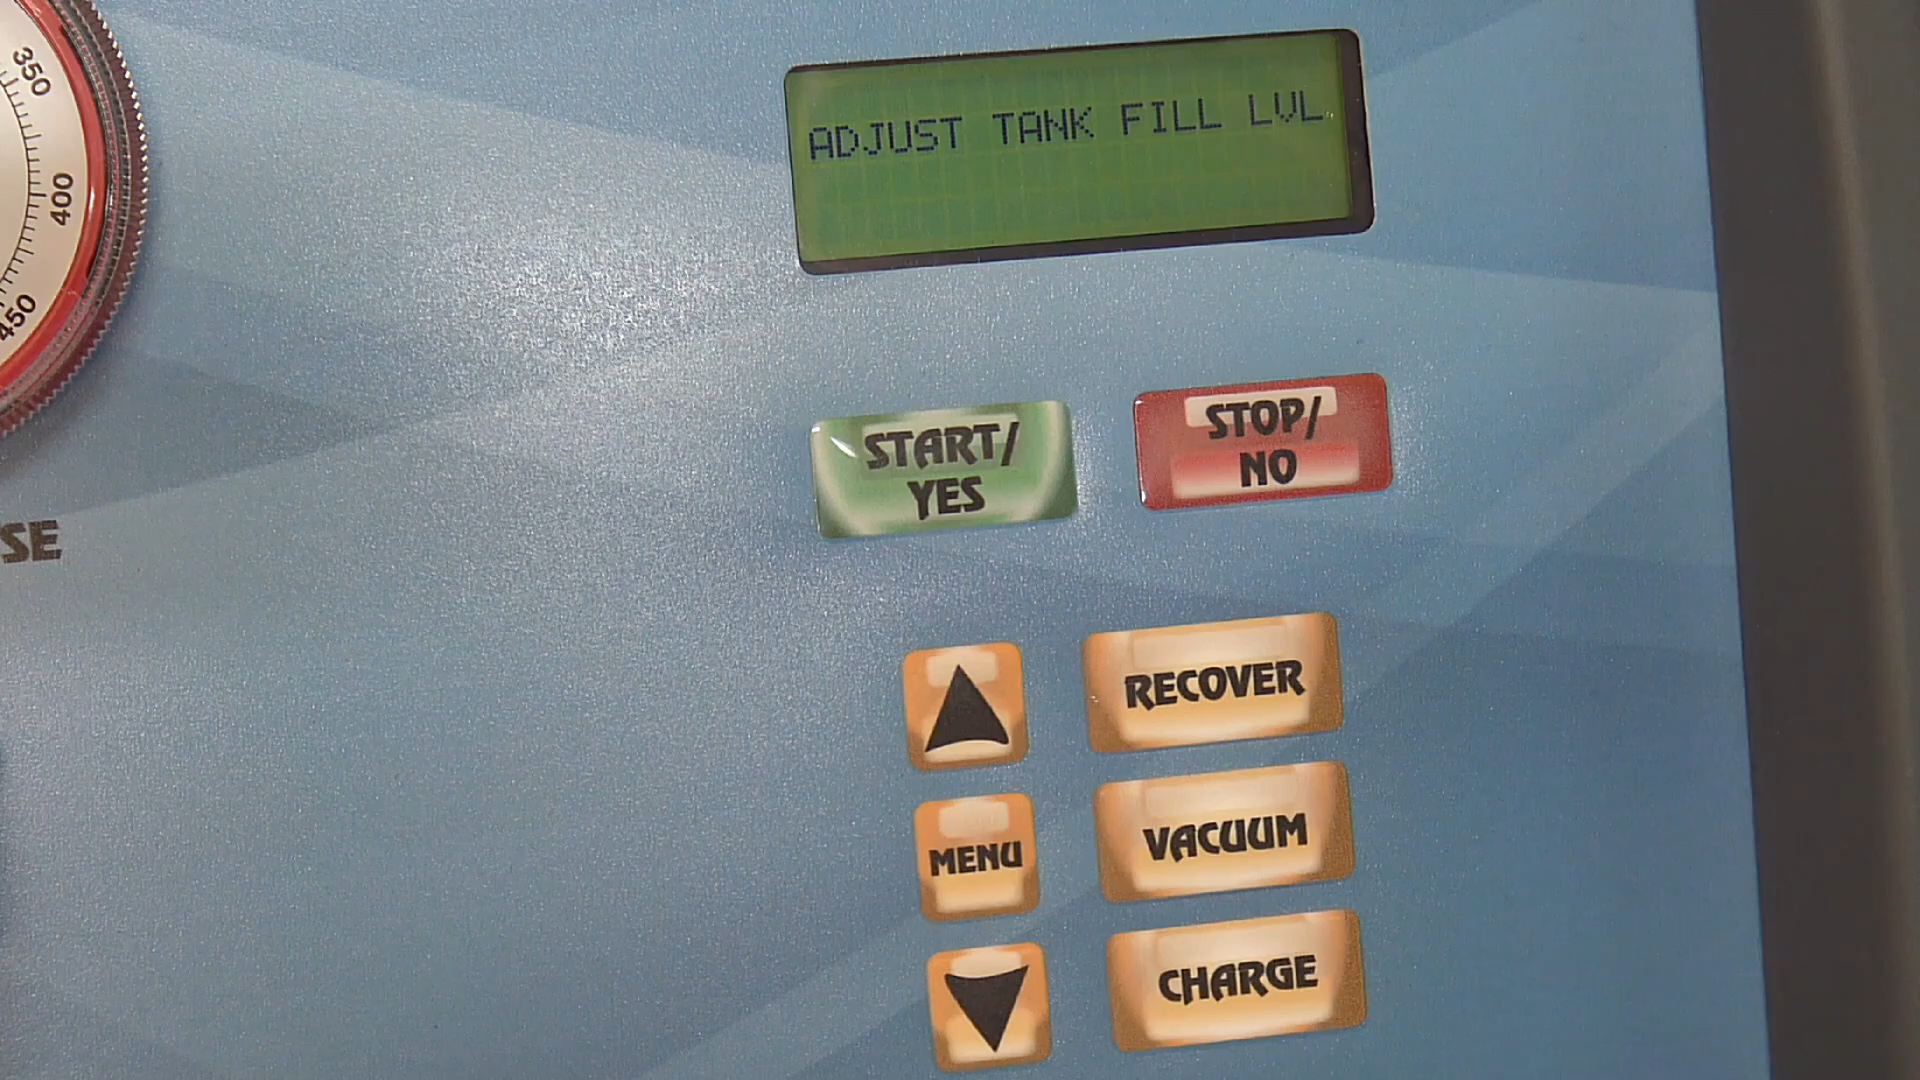 350
400
450
SE
ADJUST TANK FILL LVL.
START/
YES
STOP/
NO
RECOVER
MENU
VACUUM
CHARGE